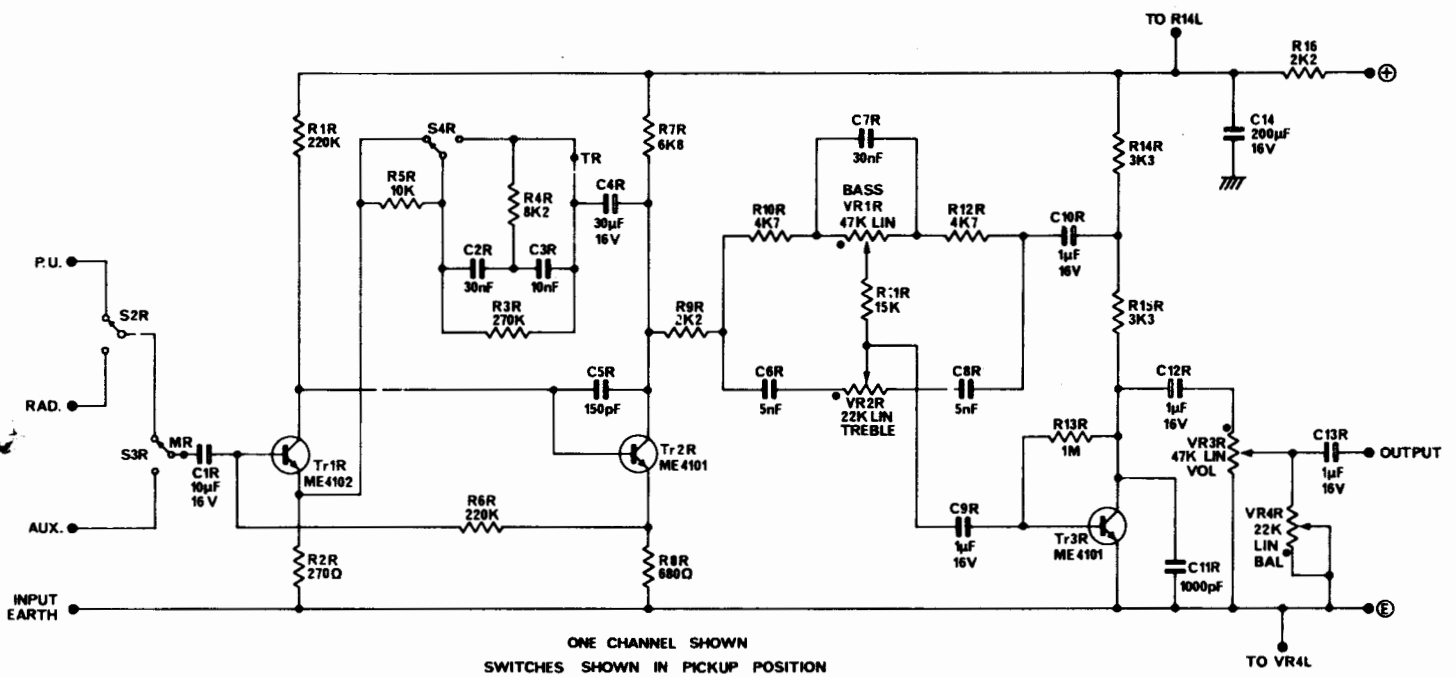 TO R14L
R16
2K2
⊕
C14
200µF
16V
R1R
220K
S4R
R5R
10K
R4R
8K2
TR
C4R
30µF
16V
C2R
30nF
C3R
10nF
R3R
270K
R7R
6K8
C7R
30nF
BASS
VR1R
47K LIN
R10R
4K7
R12R
4K7
C10R
1µF
16V
R14R
3K3
R11R
15K
R15R
3K3
R9R
2K2
C6R
5nF
VR2R
22K LIN
TREBLE
C8R
5nF
P.U.
S2R
RAD.
S3R
MR
C1R
10µF
16V
AUX.
Tr1R
ME4102
C5R
150pF
Tr2R
ME4101
R6R
220K
R2R
270Ω
R8R
680Ω
C12R
1µF
16V
R13R
1M
VR3R
47K LIN
VOL
C13R
1µF
16V
OUTPUT
C9R
1µF
16V
Tr3R
ME4101
C11R
1000pF
VR4R
22K
LIN
BAL
INPUT
EARTH
Ⓔ
TO VR4L
ONE CHANNEL SHOWN
SWITCHES SHOWN IN PICKUP POSITION